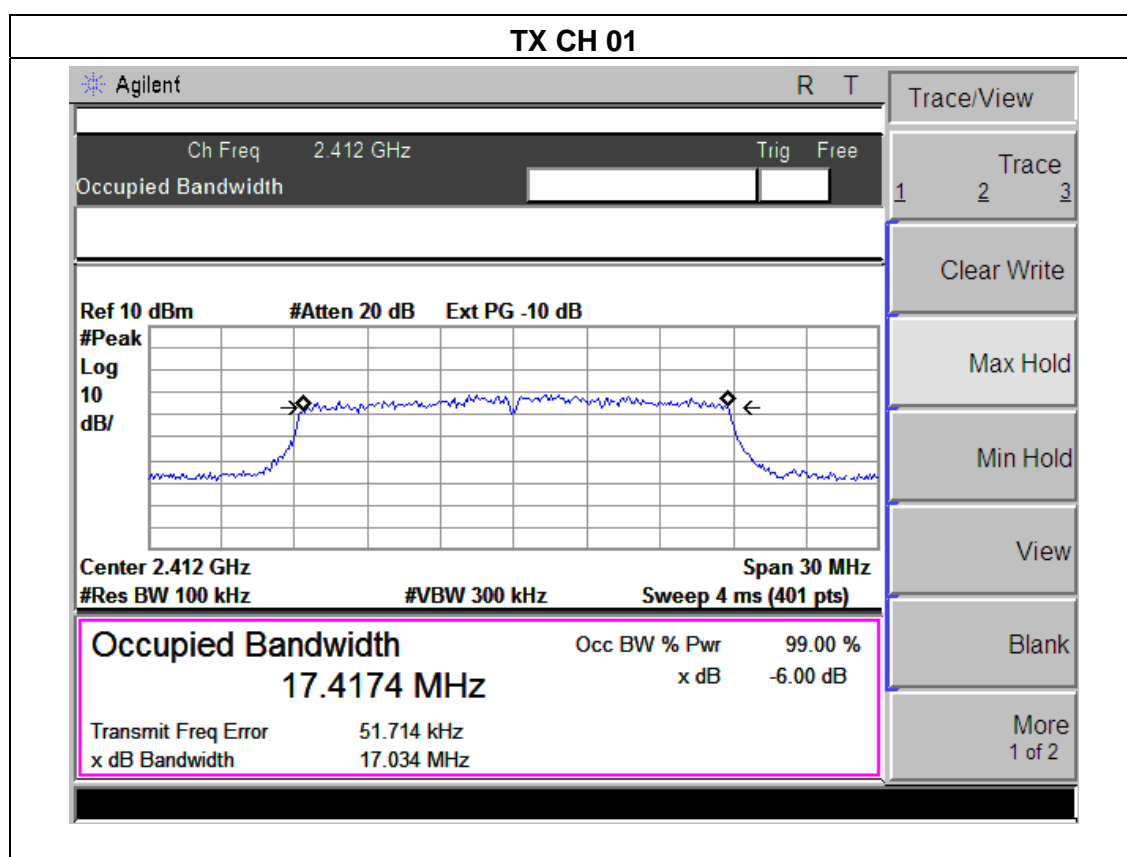 TX CH 01
Agilent R T
Trace/View
Ch Freq 2.412 GHz Trig Free
Occupied Bandwidth
Trace
1 2 3
Clear Write
Ref 10 dBm #Atten 20 dB Ext PG -10 dB
#Peak
Log
10
dB/
Max Hold
Min Hold
Center 2.412 GHz Span 30 MHz
#Res BW 100 kHz #VBW 300 kHz Sweep 4 ms (401 pts)
View
Occupied Bandwidth Occ BW % Pwr 99.00 %
17.4174 MHz x dB -6.00 dB
Blank
Transmit Freq Error 51.714 kHz
x dB Bandwidth 17.034 MHz
More
1 of 2